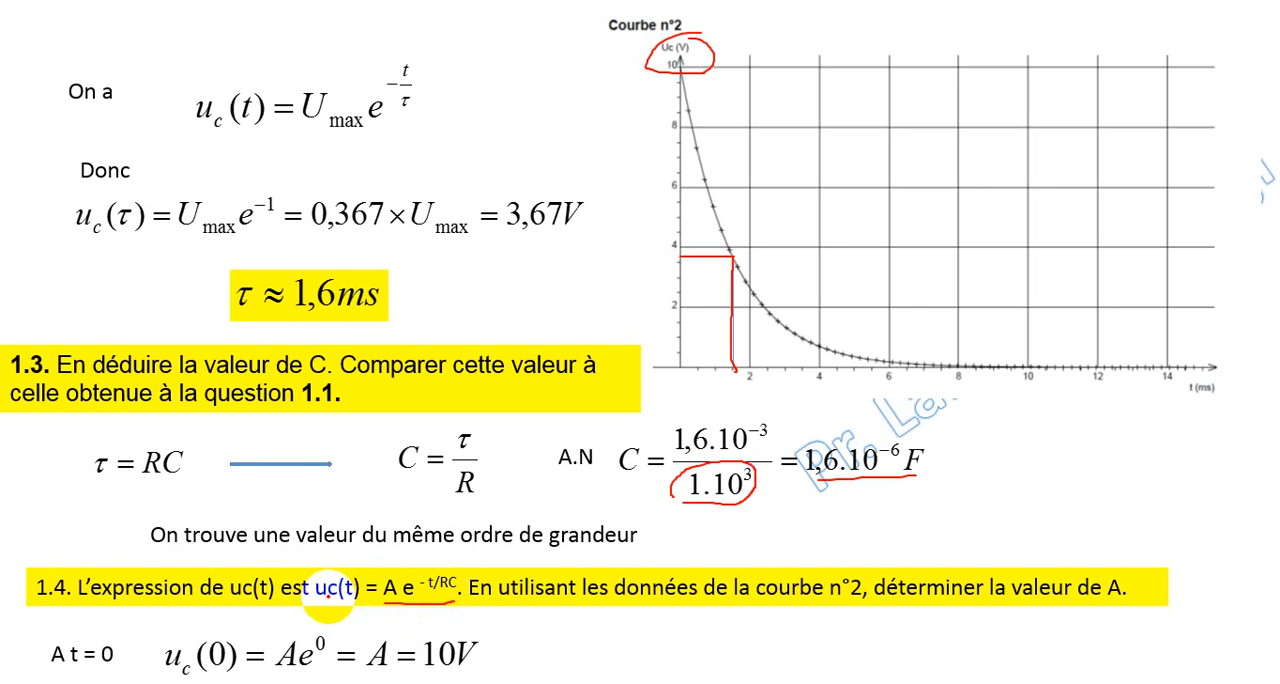 Courbe n°2
Uc (V)
10
8
6
4
2
2 4 6 8 10 12 14
t (ms)
On a
u_c(t) = U_max e^(-t/τ)
Donc
u_c(τ) = U_max e^-1 = 0,367 × U_max = 3,67V
τ ≈ 1,6ms
1.3. En déduire la valeur de C. Comparer cette valeur à
celle obtenue à la question 1.1.
τ = RC C = τ/R A.N C = 1,6.10^-3 / 1.10^3 = 1,6.10^-6 F
On trouve une valeur du même ordre de grandeur
1.4. L’expression de uc(t) est uc(t) = A e ^- t/RC. En utilisant les données de la courbe n°2, déterminer la valeur de A.
A t = 0 u_c(0) = Ae^0 = A = 10V